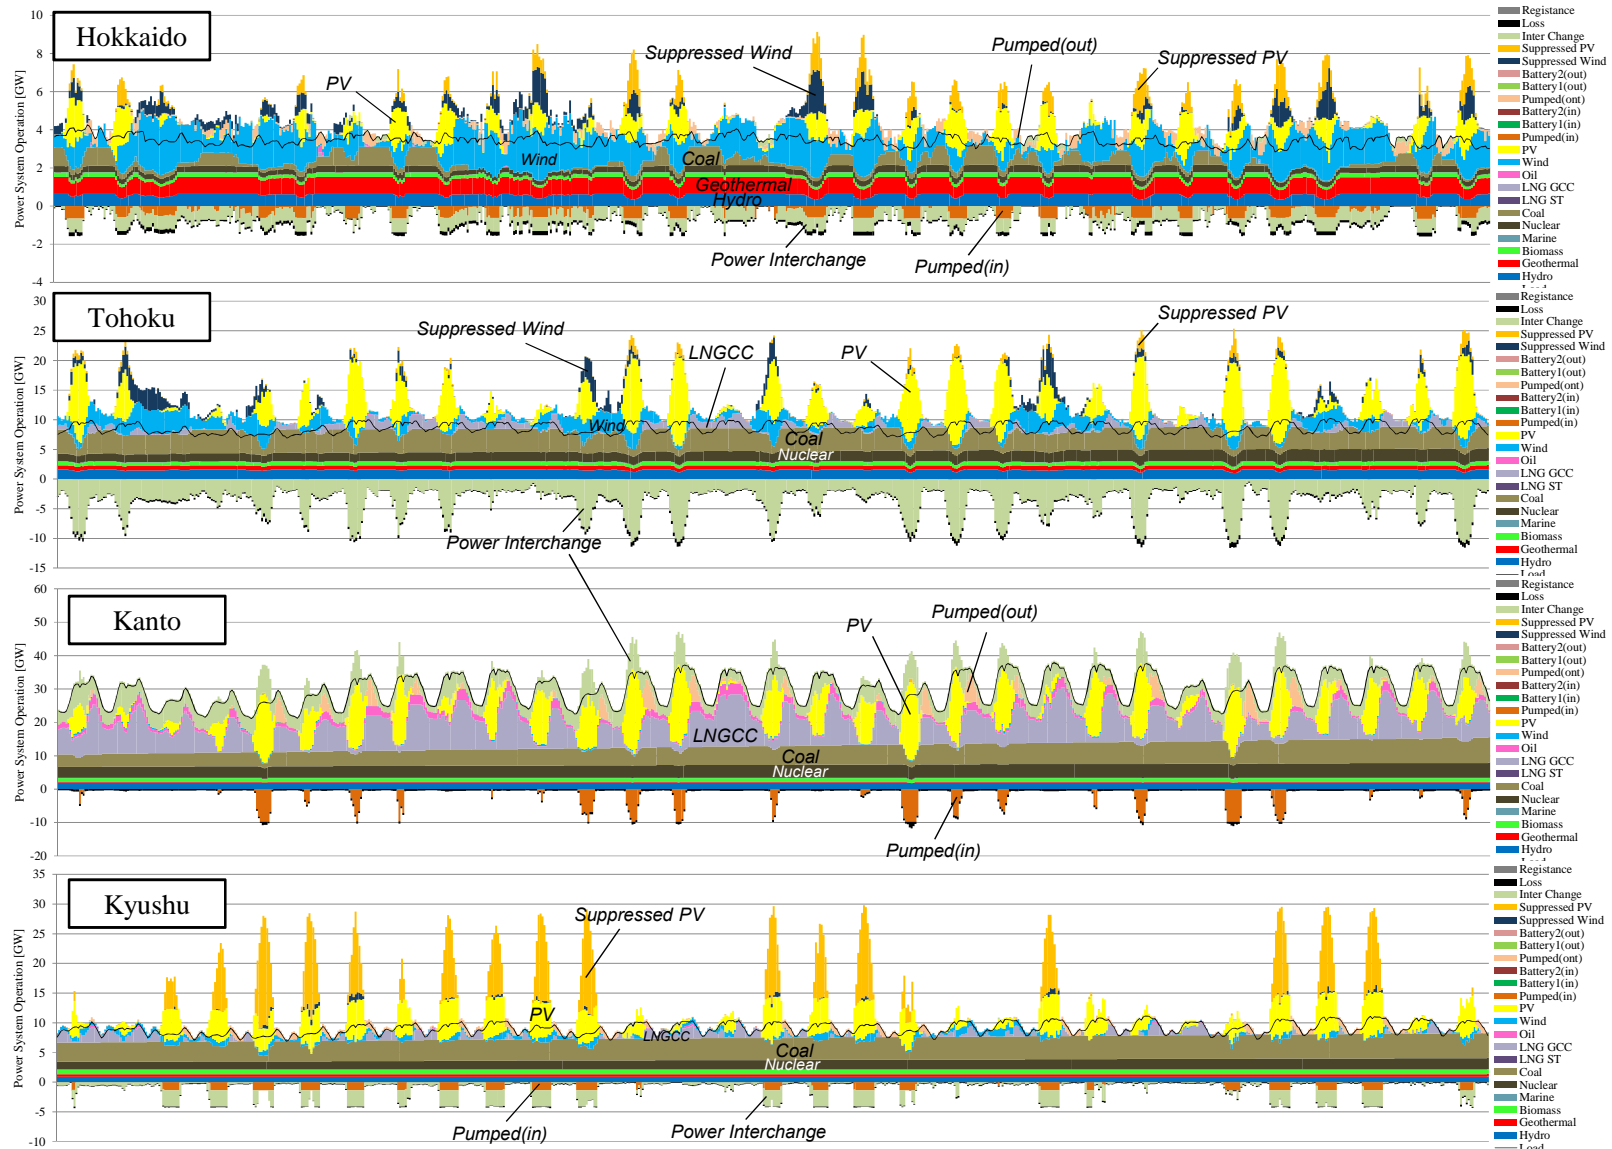 Hokkaido
Power System Operation [GW]
10
8
6
4
2
0
-2
-4
PV
Suppressed Wind
Pumped(out)
Suppressed PV
Wind
Coal
Geothermal
Hydro
Power Interchange
Pumped(in)
Registance
Loss
Inter Change
Suppressed PV
Suppressed Wind
Battery2(out)
Battery1(out)
Pumped(ont)
Battery2(in)
Battery1(in)
Pumped(in)
PV
Wind
Oil
LNG GCC
LNG ST
Coal
Nuclear
Marine
Biomass
Geothermal
Hydro
Tohoku
Power System Operation [GW]
30
25
20
15
10
5
0
-5
-10
-15
Suppressed Wind
LNGCC
PV
Suppressed PV
Wind
Coal
Nuclear
Power Interchange
Registance
Loss
Inter Change
Suppressed PV
Suppressed Wind
Battery2(out)
Battery1(out)
Pumped(ont)
Battery2(in)
Battery1(in)
Pumped(in)
PV
Wind
Oil
LNG GCC
LNG ST
Coal
Nuclear
Marine
Biomass
Geothermal
Hydro
Load
Kanto
Power System Operation [GW]
60
50
40
30
20
10
0
-10
-20
PV
Pumped(out)
LNGCC
Coal
Nuclear
Pumped(in)
Registance
Loss
Inter Change
Suppressed PV
Suppressed Wind
Battery2(out)
Battery1(out)
Pumped(ont)
Battery2(in)
Battery1(in)
Pumped(in)
PV
Wind
Oil
LNG GCC
LNG ST
Coal
Nuclear
Marine
Biomass
Geothermal
Hydro
Kyushu
Power System Operation [GW]
35
30
25
20
15
10
5
0
-5
-10
Suppressed PV
PV
LNGCC
Coal
Nuclear
Pumped(in)
Power Interchange
Registance
Loss
Inter Change
Suppressed PV
Suppressed Wind
Battery2(out)
Battery1(out)
Pumped(ont)
Battery2(in)
Battery1(in)
Pumped(in)
PV
Wind
Oil
LNG GCC
LNG ST
Coal
Nuclear
Marine
Biomass
Geothermal
Hydro
Load